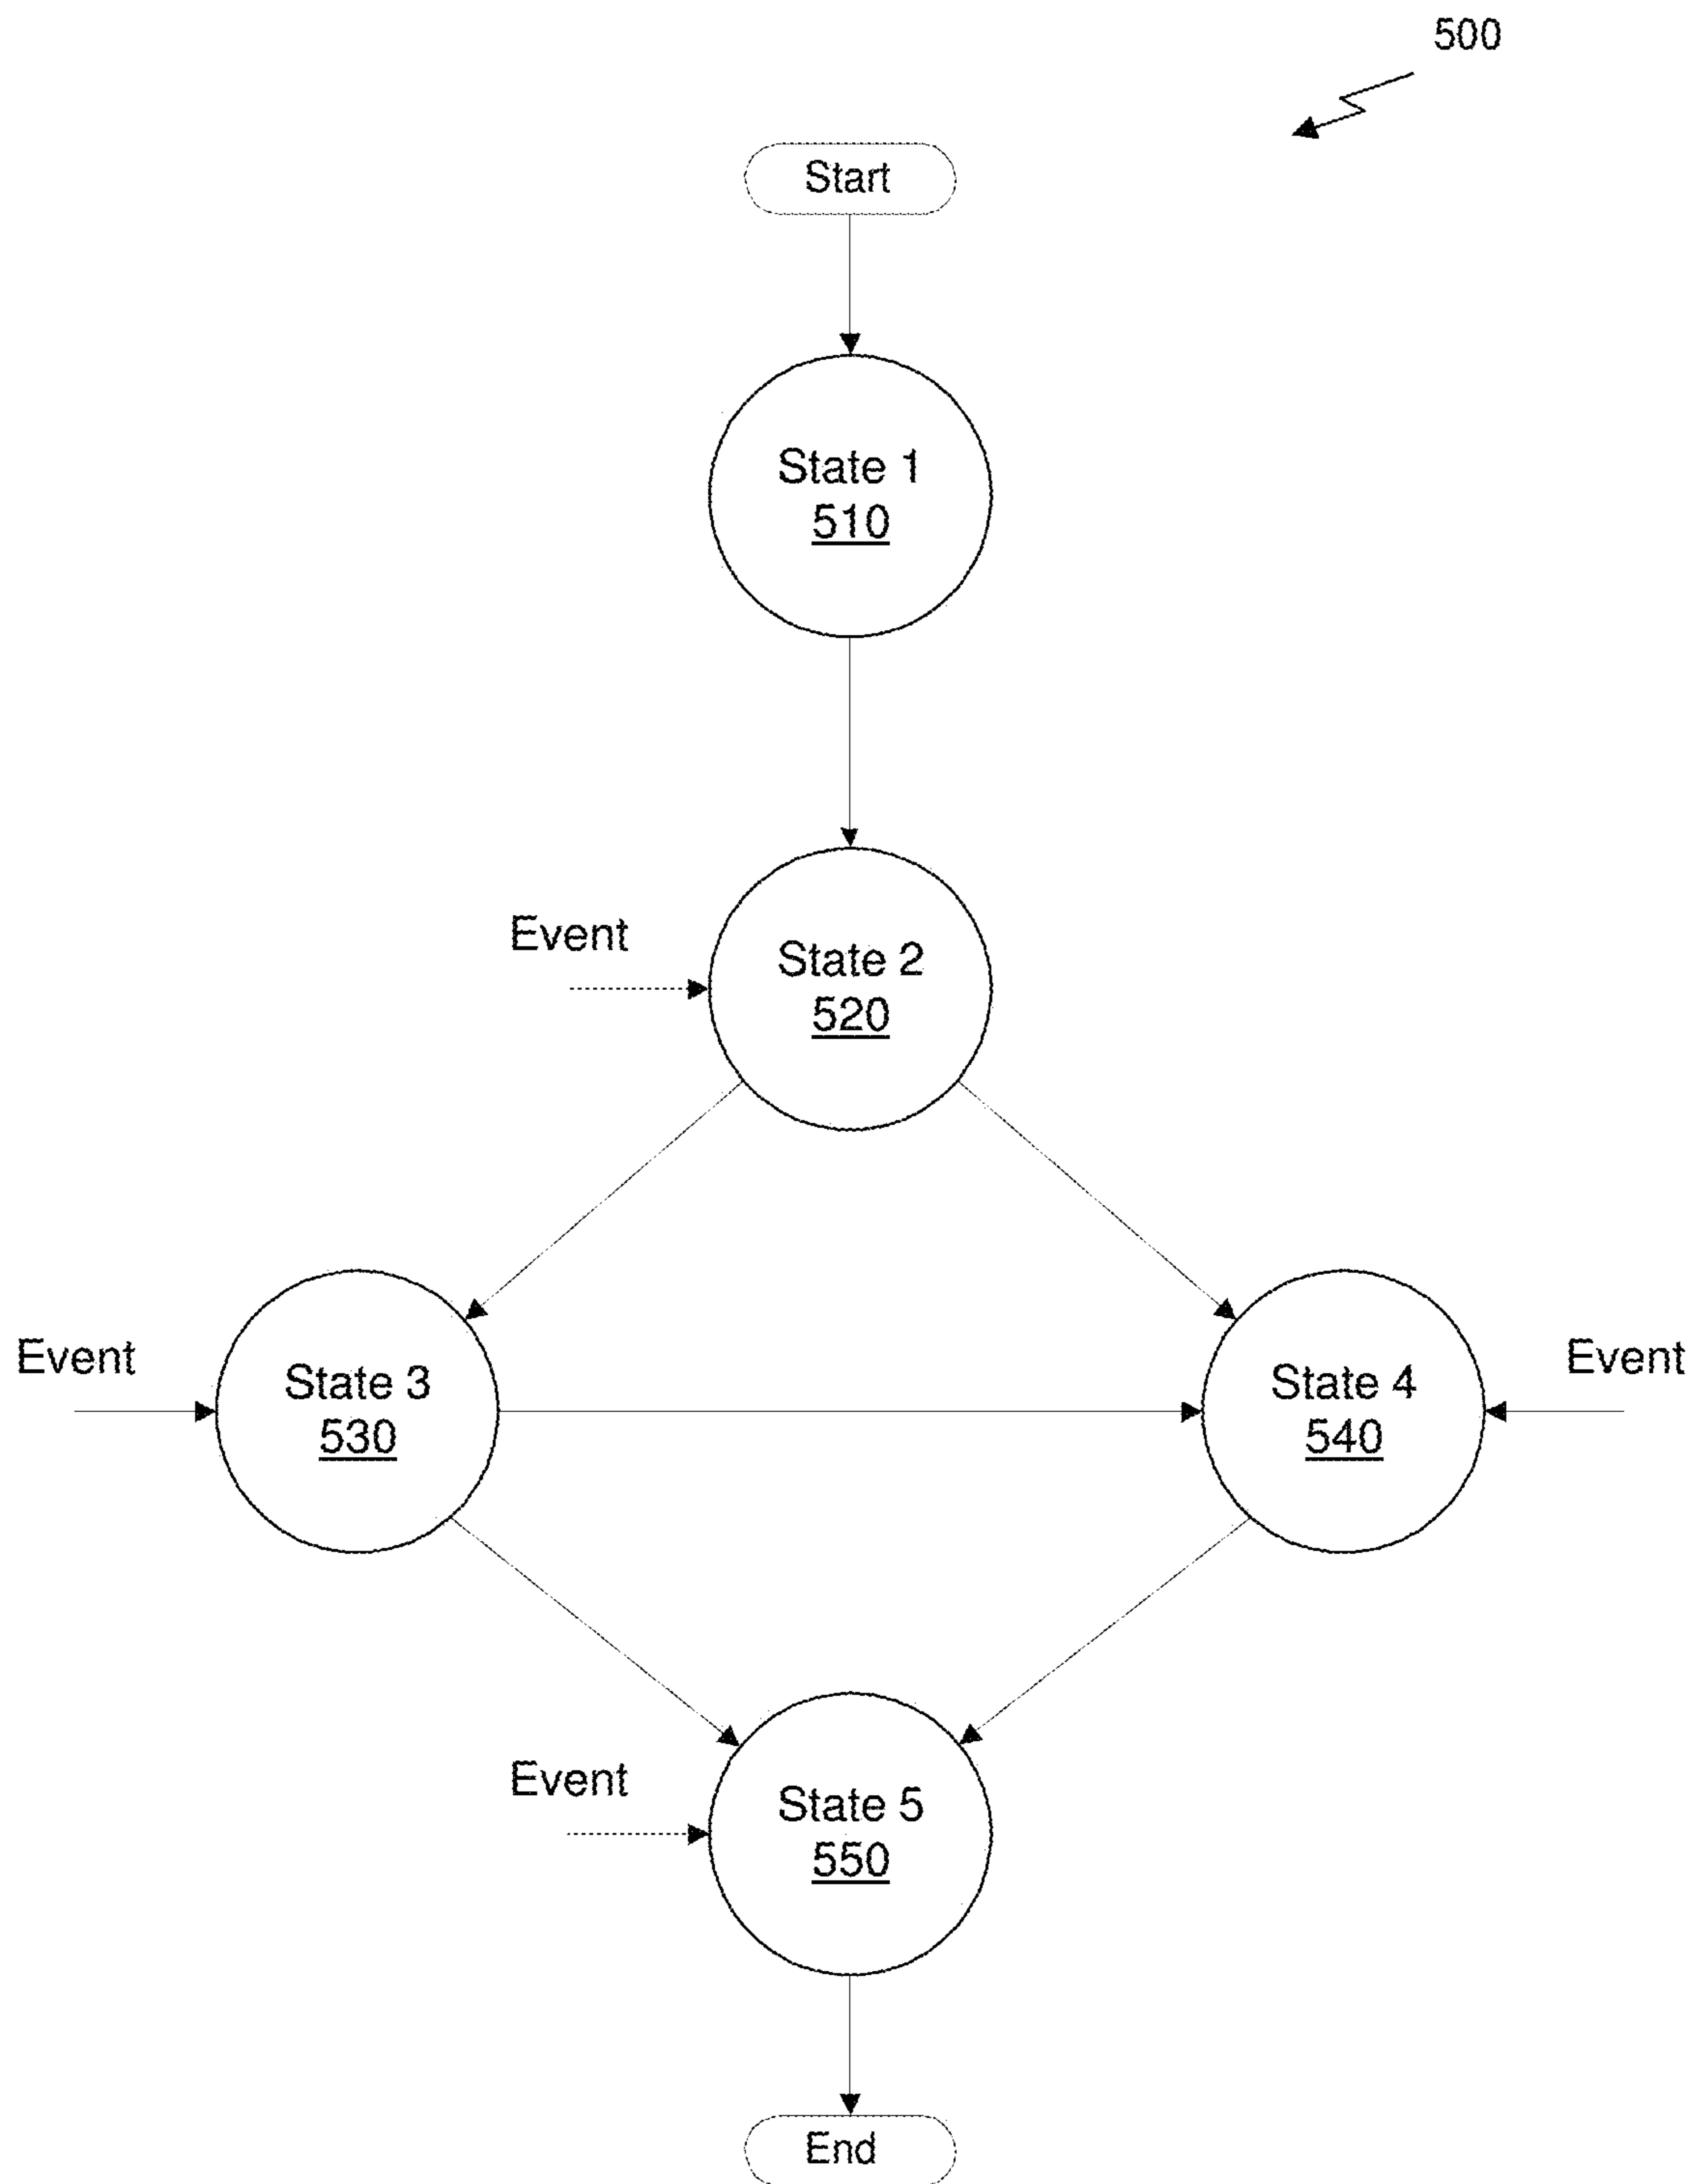 500
Start
State 1
510
Event
State 2
520
Event
State 3
530
State 4
540
Event
Event
State 5
550
End